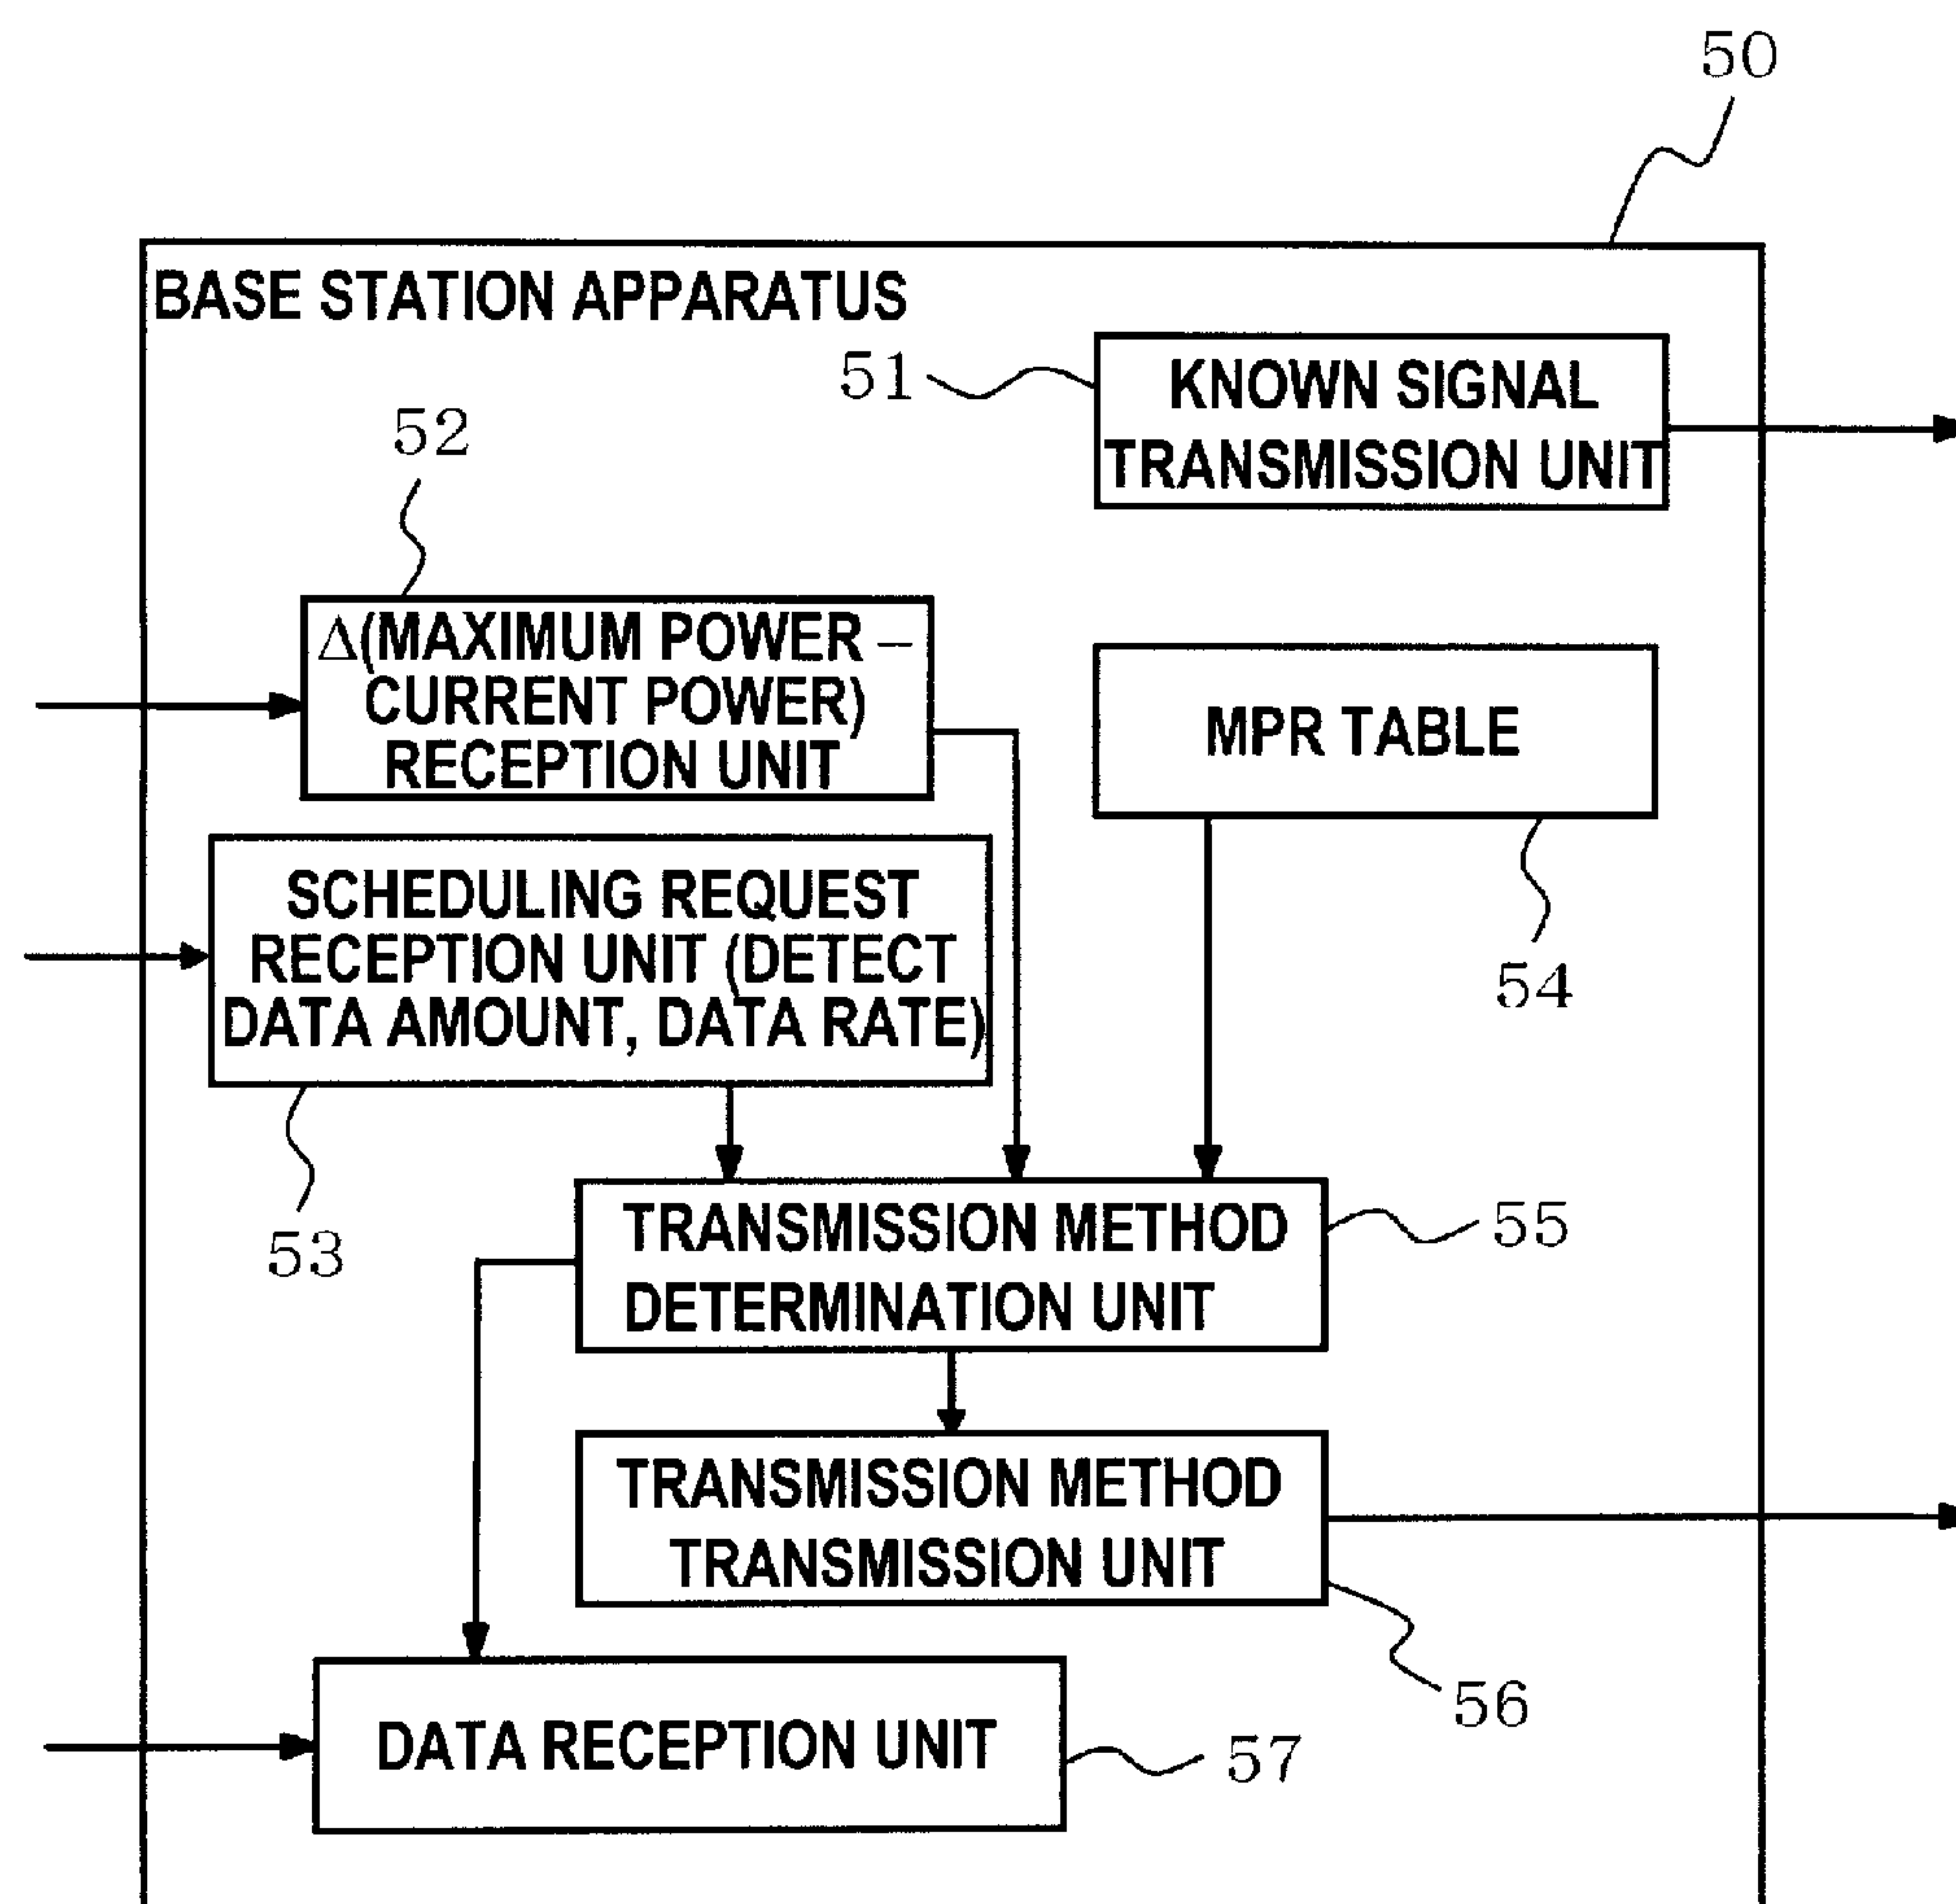 50
BASE STATION APPARATUS
51
KNOWN SIGNAL
TRANSMISSION UNIT
52
Δ(MAXIMUM POWER –
CURRENT POWER)
RECEPTION UNIT
MPR TABLE
54
SCHEDULING REQUEST
RECEPTION UNIT (DETECT
DATA AMOUNT, DATA RATE)
53
TRANSMISSION METHOD
DETERMINATION UNIT
55
TRANSMISSION METHOD
TRANSMISSION UNIT
56
DATA RECEPTION UNIT
57